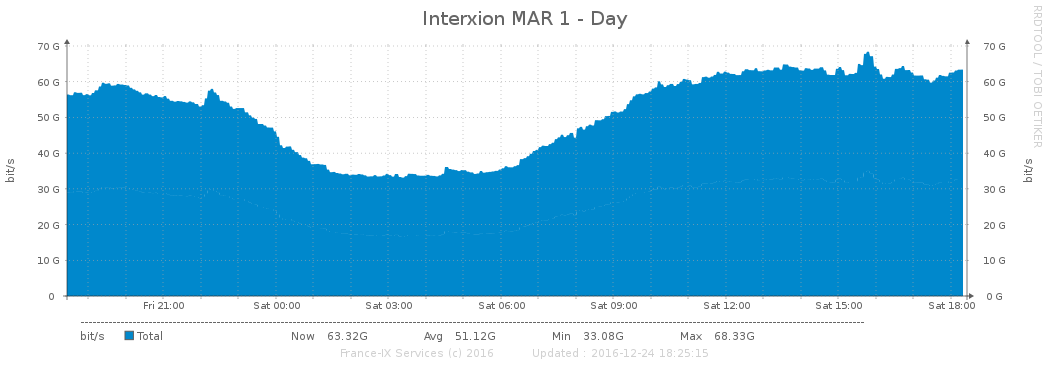 Interxion MAR 1 - Day
RRDTOOL / TOBI OETIKER
bit/s
70 G 70 G
60 G 60 G
50 G 50 G
40 G 40 G
30 G 30 G
20 G 20 G
10 G 10 G
0 0 G
bit/s
Fri 21:00 Sat 00:00 Sat 03:00 Sat 06:00 Sat 09:00 Sat 12:00 Sat 15:00 Sat 18:00
bit/s Total Now 63.32G Avg 51.12G Min 33.08G Max 68.33G
France-IX Services (c) 2016 Updated : 2016-12-24 18:25:15